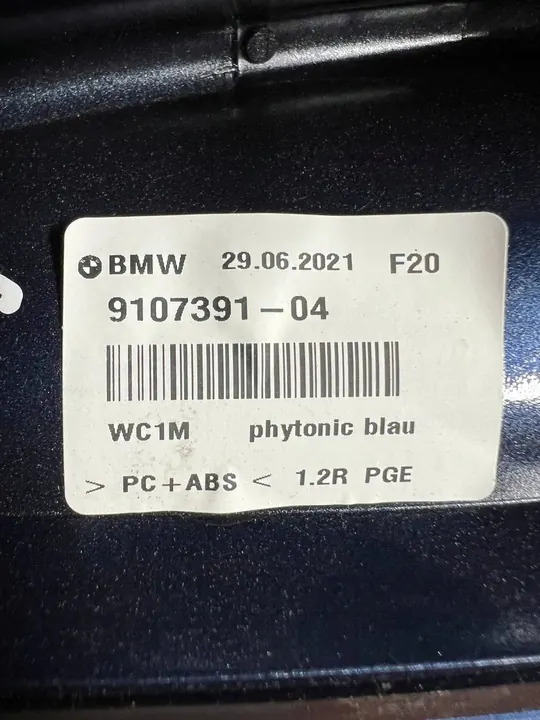 BMW 29.06.2021 F20
9107391-04
WC1M phytonic blau
> PC+ABS < 1.2R PGE